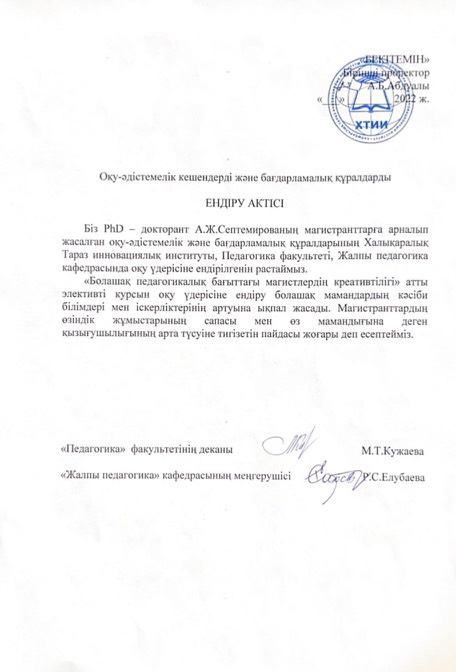 «БЕКІТЕМІН»
Бірінші проректор
А.Б.Абдуалы
«___» 2022 ж.
ХТИИ
Оқу-әдістемелік кешендерді және бағдарламалық құралдарды
ЕНДІРУ АКТІСІ
Біз PhD – докторант А.Ж.Септемированың магистранттарға арналып
жасалған оқу-әдістемелік және бағдарламалық құралдарының Халықаралық
Тараз инновациялық институты, Педагогика факультеті, Жалпы педагогика
кафедрасында оқу үдерісіне ендірілгенін растаймыз.
«Болашақ педагогикалық бағыттағы магистлердің креативтілігі» атты
элективті курсын оқу үдерісіне ендіру болашақ мамандардың кәсіби
білімдері мен іскерліктерінің артуына ықпал жасады. Магистранттардың
өзіндік жұмыстарының сапасы мен өз мамандығына деген
қызығушылығының арта түсуіне тигізетін пайдасы жоғары деп есептейміз.
«Педагогика» факультетінің деканы М.Т.Кужаева
«Жалпы педагогика» кафедрасының меңгерушісі Р.С.Елубаева